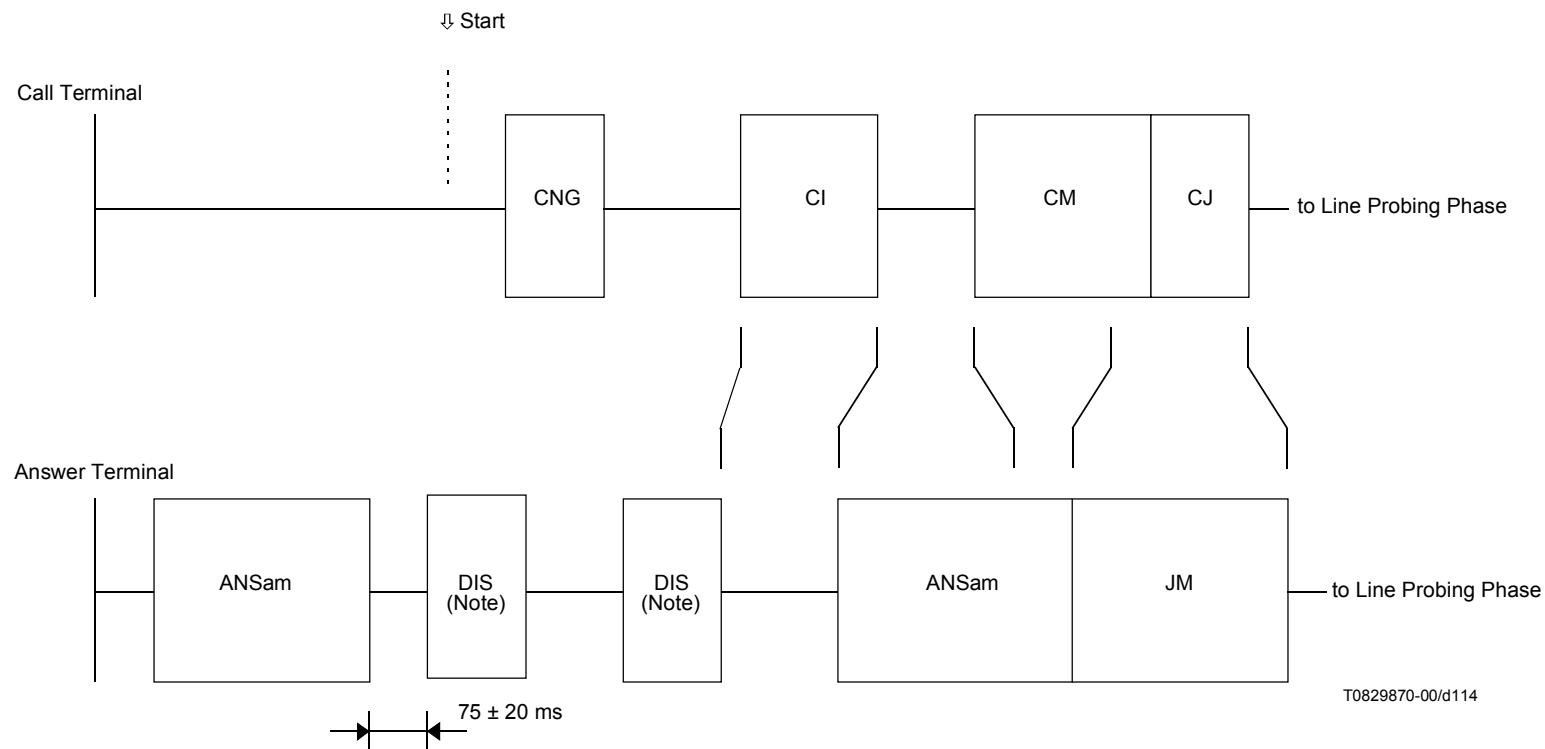 ⇩ Start
Call Terminal
CNG
CI
CM
CJ
to Line Probing Phase
Answer Terminal
ANSam
DIS
(Note)
DIS
(Note)
ANSam
JM
to Line Probing Phase
T0829870-00/d114
75 ± 20 ms